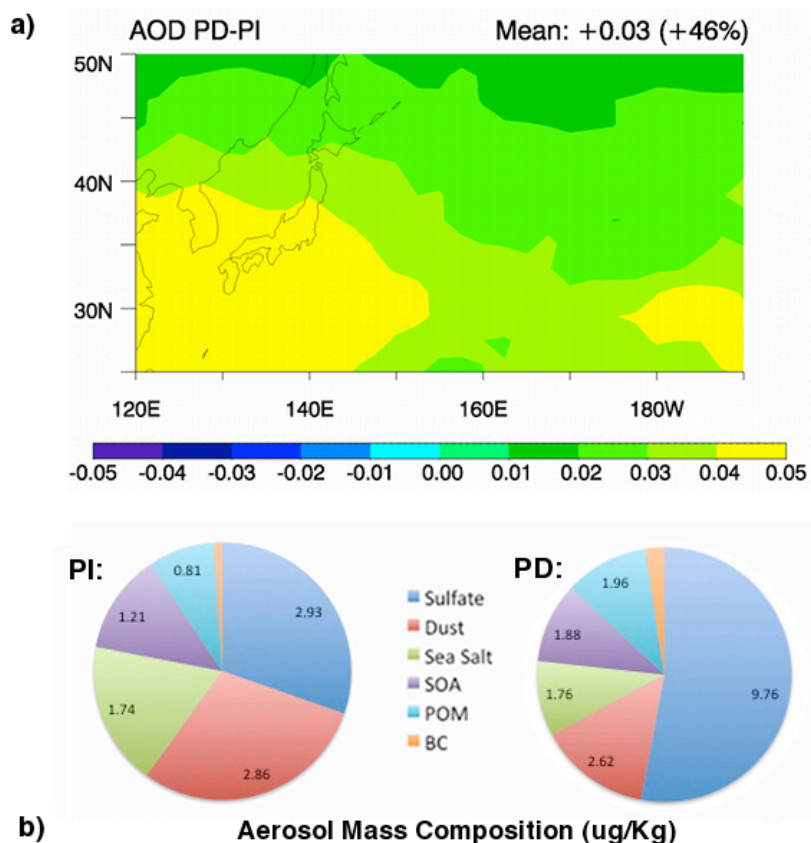 a)
AOD PD-PI Mean: +0.03 (+46%)
50N
40N
30N
120E 140E 160E 180W
-0.05 -0.04 -0.03 -0.02 -0.01 0.00 0.01 0.02 0.03 0.04 0.05
PI:
0.81
2.93
1.21
1.74
2.86
Sulfate
Dust
Sea Salt
SOA
POM
BC
PD:
1.96
1.88
9.76
1.76
2.62
b) Aerosol Mass Composition (ug/Kg)